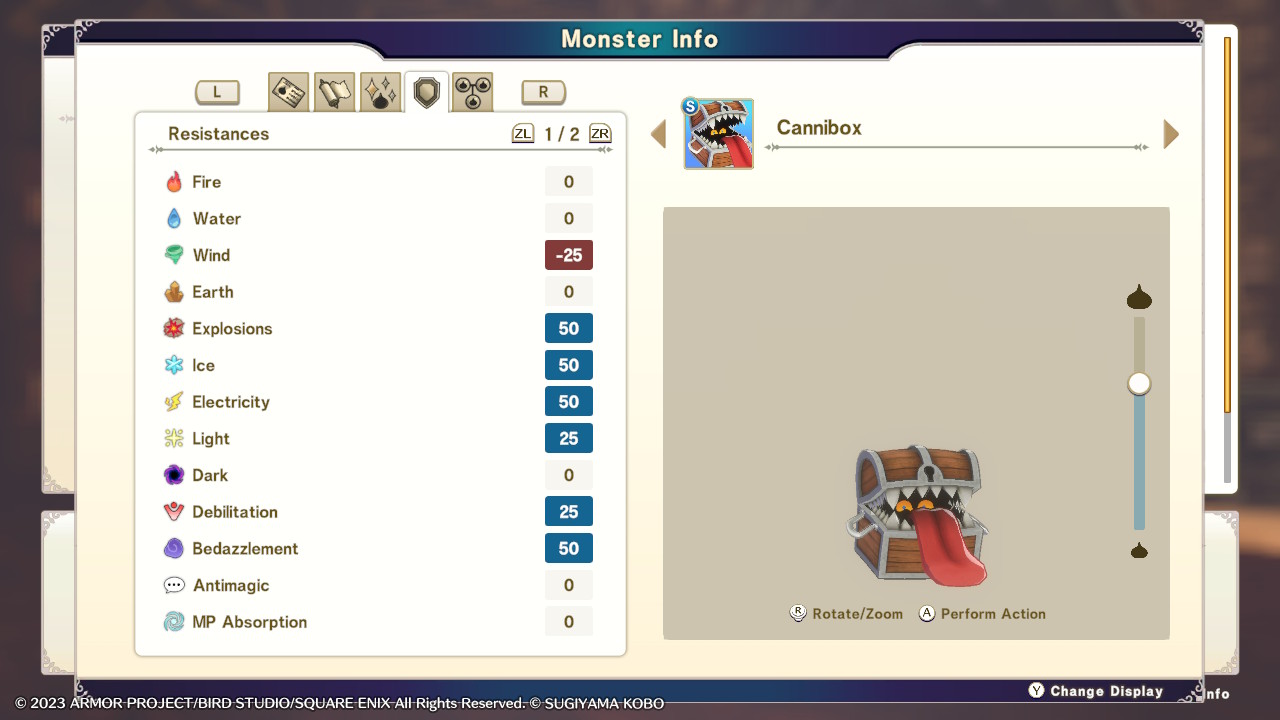 Monster Info
L
R
Resistances
ZL 1 / 2 ZR
S
Cannibox
Fire 0
Water 0
Wind -25
Earth 0
Explosions 50
Ice 50
Electricity 50
Light 25
Dark 0
Debilitation 25
Bedazzlement 50
Antimagic 0
MP Absorption 0
R Rotate/Zoom A Perform Action
Y Change Display
Info
© 2023 ARMOR PROJECT/BIRD STUDIO/SQUARE ENIX All Rights Reserved. © SUGIYAMA KOBO